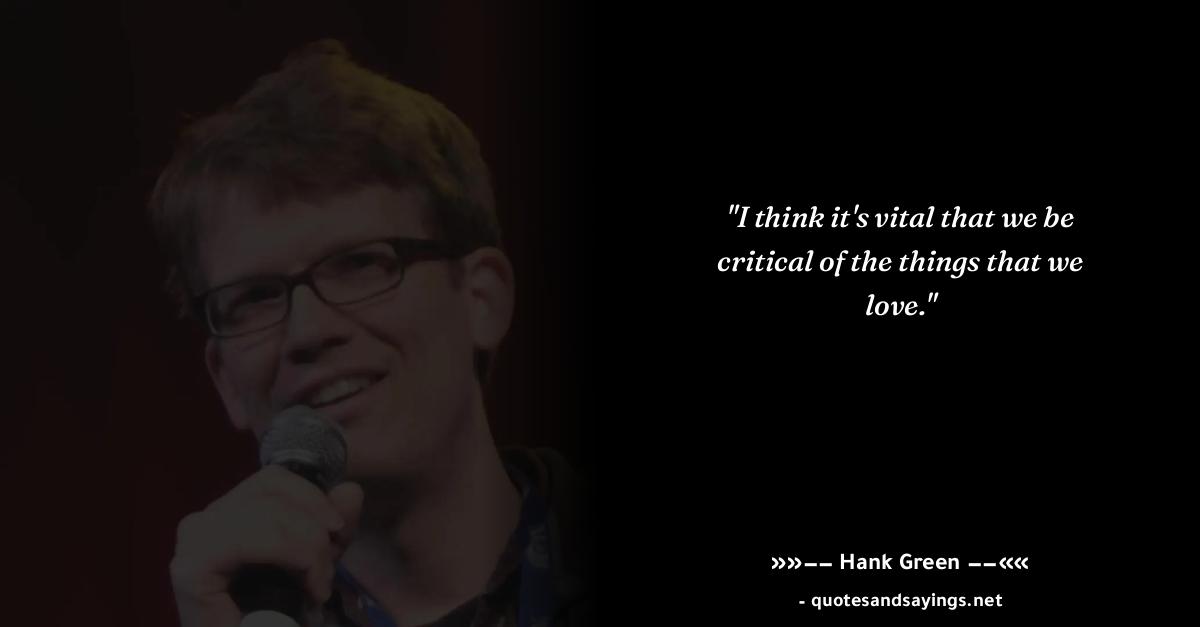 "I think it's vital that we be
critical of the things that we
love."
»»−− Hank Green −−««
- quotesandsayings.net